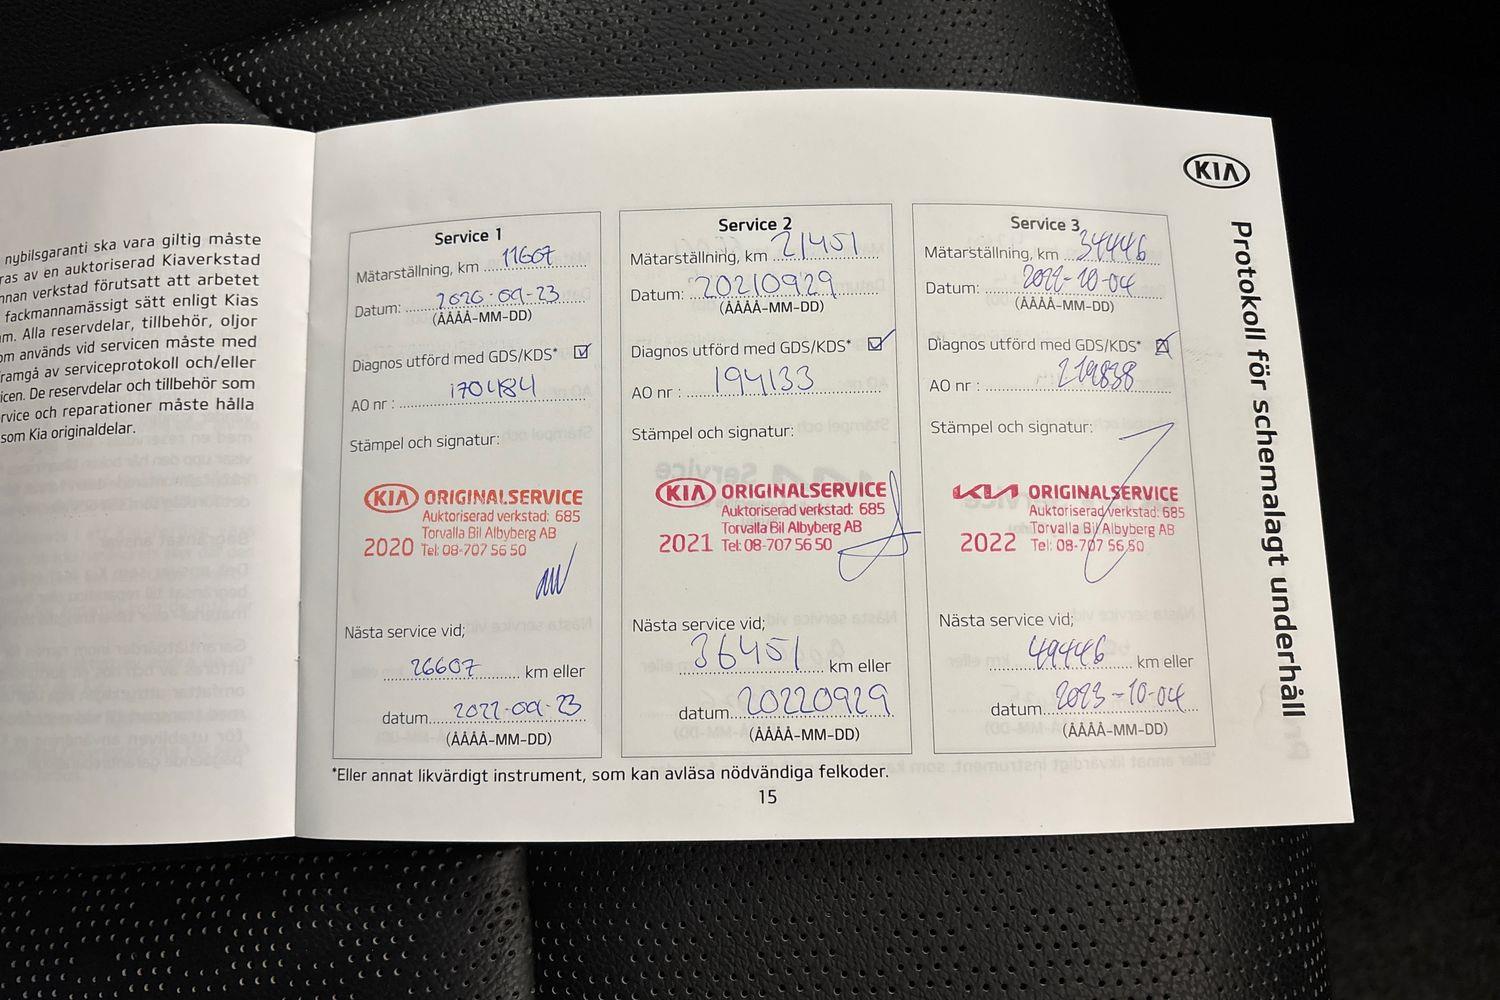 nybilsgaranti ska vara giltig måste
ras av en auktoriserad Kiaverkstad
nnan verkstad förutsatt att arbetet
fackmannamässigt sätt enligt Kias
m. Alla reservdelar, tillbehör, oljor
om används vid servicen måste med
ramgå av serviceprotokoll och/eller
icen. De reservdelar och tillbehör som
rvice och reparationer måste hålla
som Kia originaldelar.
KIA
Protokoll för schemalagt underhåll
Service 1
Mätarställning, km 11607
Datum: 2020-09-23
(ÅÅÅÅ-MM-DD)
Diagnos utförd med GDS/KDS*
AO nr : 170484
Stämpel och signatur:
KIA ORIGINALSERVICE
Auktoriserad verkstad: 685
Torvalla Bil Albyberg AB
2020 Tel: 08-707 56 50
Nästa service vid;
26607 km eller
datum 2022-09-23
(ÅÅÅÅ-MM-DD)
Service 2
Mätarställning, km 21451
Datum: 20210929
(ÅÅÅÅ-MM-DD)
Diagnos utförd med GDS/KDS*
AO nr : 194133
Stämpel och signatur:
KIA ORIGINALSERVICE
Auktoriserad verkstad: 685
Torvalla Bil Albyberg AB
2021 Tel: 08-707 56 50
Nästa service vid;
36451 km eller
datum 20220929
(ÅÅÅÅ-MM-DD)
Service 3
Mätarställning, km 34446
Datum: 2022-10-04
(ÅÅÅÅ-MM-DD)
Diagnos utförd med GDS/KDS*
AO nr : 219838
Stämpel och signatur:
KIA ORIGINALSERVICE
Auktoriserad verkstad: 685
Torvalla Bil Albyberg AB
2022 Tel: 08-707 56 50
Nästa service vid;
49446 km eller
datum 2023-10-04
(ÅÅÅÅ-MM-DD)
*Eller annat likvärdigt instrument, som kan avläsa nödvändiga felkoder.
15